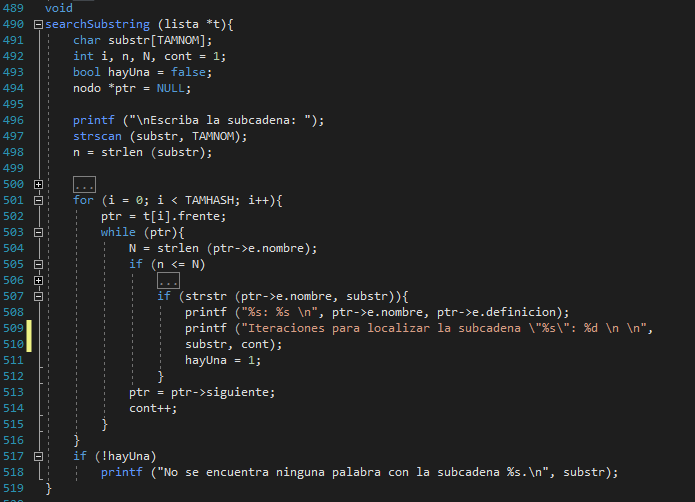 489 void
490 searchSubstring (lista *t){
491     char substr[TAMNOM];
492     int i, n, N, cont = 1;
493     bool hayUna = false;
494     nodo *ptr = NULL;
495
496     printf ("\nEscriba la subcadena: ");
497     strscan (substr, TAMNOM);
498     n = strlen (substr);
499
500     ...
501     for (i = 0; i < TAMHASH; i++){
502         ptr = t[i].frente;
503         while (ptr){
504             N = strlen (ptr->e.nombre);
505             if (n <= N)
506                 ...
507                 if (strstr (ptr->e.nombre, substr)){
508                     printf ("%s: %s \n", ptr->e.nombre, ptr->e.definicion);
509                     printf ("Iteraciones para localizar la subcadena \"%s\": %d \n \n",
510                     substr, cont);
511                     hayUna = 1;
512                 }
513             ptr = ptr->siguiente;
514             cont++;
515         }
516     }
517     if (!hayUna)
518         printf ("No se encuentra ninguna palabra con la subcadena %s.\n", substr);
519 }